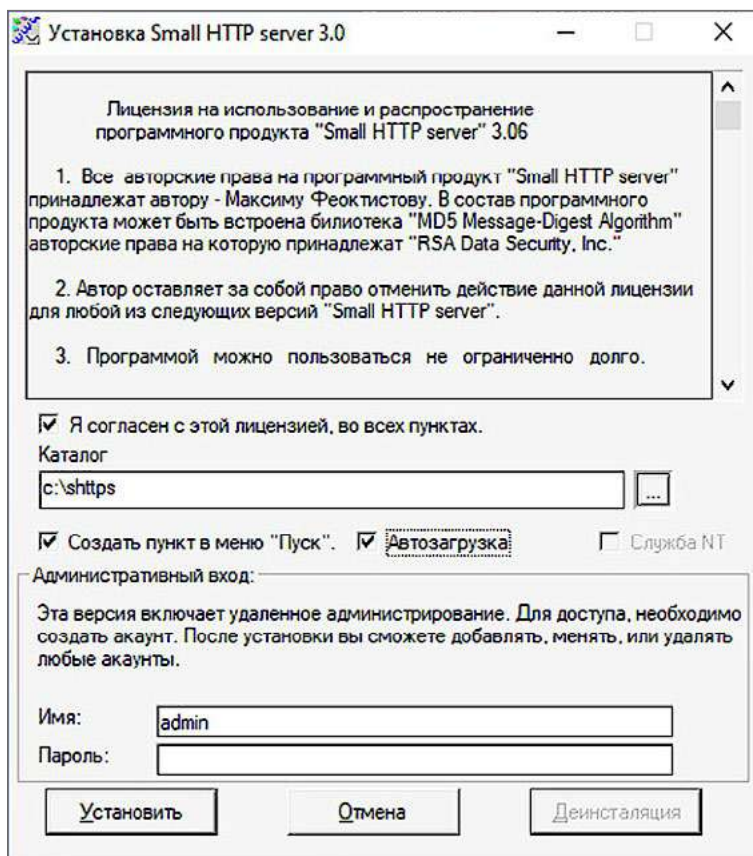 Установка Small HTTP server 3.0
Лицензия на использование и распространение
программного продукта "Small HTTP server" 3.06
1. Все авторские права на программный продукт "Small HTTP server"
принадлежат автору - Максиму Феоктистову. В состав программного
продукта может быть встроена билиотека "MD5 Message-Digest Algorithm"
авторские права на которую принадлежат "RSA Data Security, Inc."
2. Автор оставляет за собой право отменить действие данной лицензии
для любой из следующих версий "Small HTTP server".
3. Программой можно пользоваться не ограниченно долго.
Я согласен с этой лицензией, во всех пунктах.
Каталог
c:\shttps
...
Создать пункт в меню "Пуск". Автозагрузка Служба NT
Административный вход:
Эта версия включает удаленное администрирование. Для доступа, необходимо
создать акаунт. После установки вы сможете добавлять, менять, или удалять
любые акаунты.
Имя: admin
Пароль:
Установить Отмена Деинсталяция